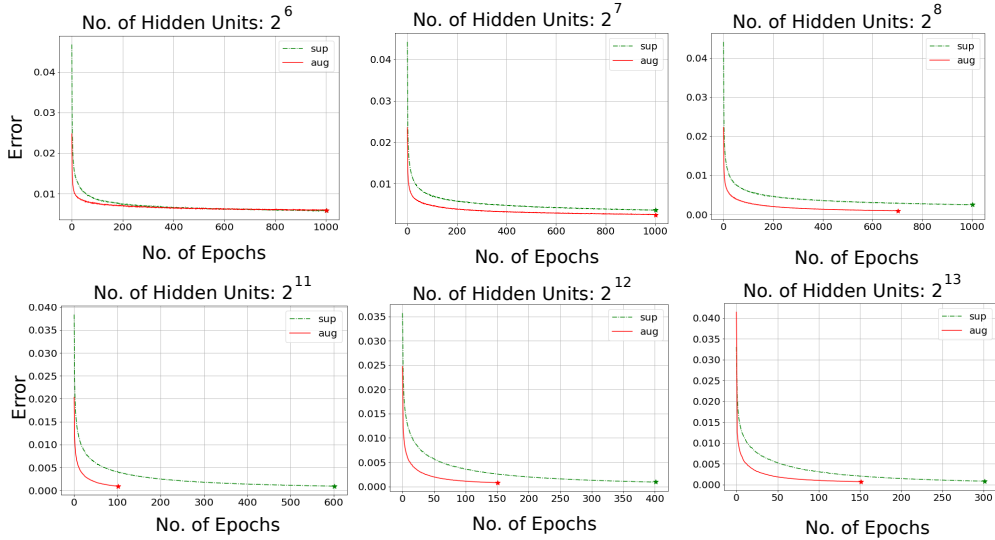 No. of Hidden Units: 2^6
sup
aug
0.04
0.03
0.02
0.01
Error
0 200 400 600 800 1000
No. of Epochs
No. of Hidden Units: 2^7
sup
aug
0.04
0.03
0.02
0.01
0 200 400 600 800 1000
No. of Epochs
No. of Hidden Units: 2^8
sup
aug
0.04
0.03
0.02
0.01
0.00
0 200 400 600 800 1000
No. of Epochs
No. of Hidden Units: 2^11
sup
aug
0.040
0.035
0.030
0.025
0.020
0.015
0.010
0.005
0.000
Error
0 100 200 300 400 500 600
No. of Epochs
No. of Hidden Units: 2^12
sup
aug
0.035
0.030
0.025
0.020
0.015
0.010
0.005
0.000
0 50 100 150 200 250 300 350 400
No. of Epochs
No. of Hidden Units: 2^13
sup
aug
0.040
0.035
0.030
0.025
0.020
0.015
0.010
0.005
0.000
0 50 100 150 200 250 300
No. of Epochs